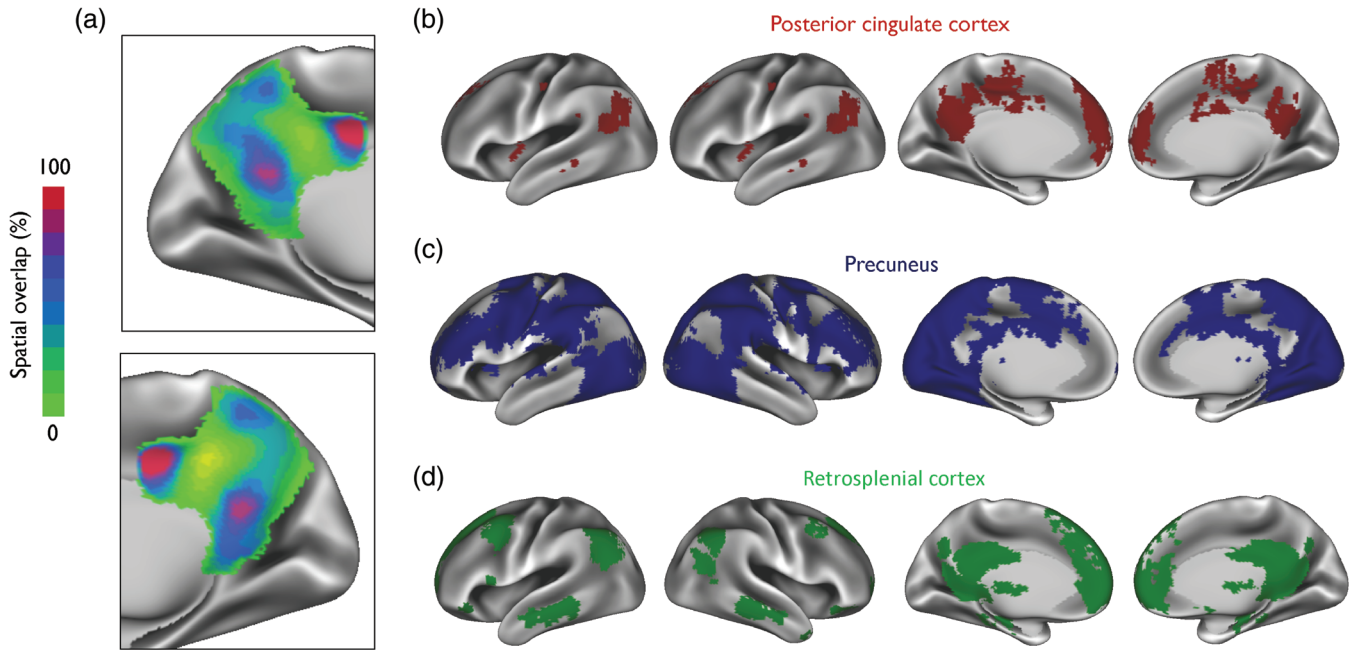 (a)
100
Spatial overlap (%)
0
(b)
Posterior cingulate cortex
(c)
Precuneus
(d)
Retrosplenial cortex